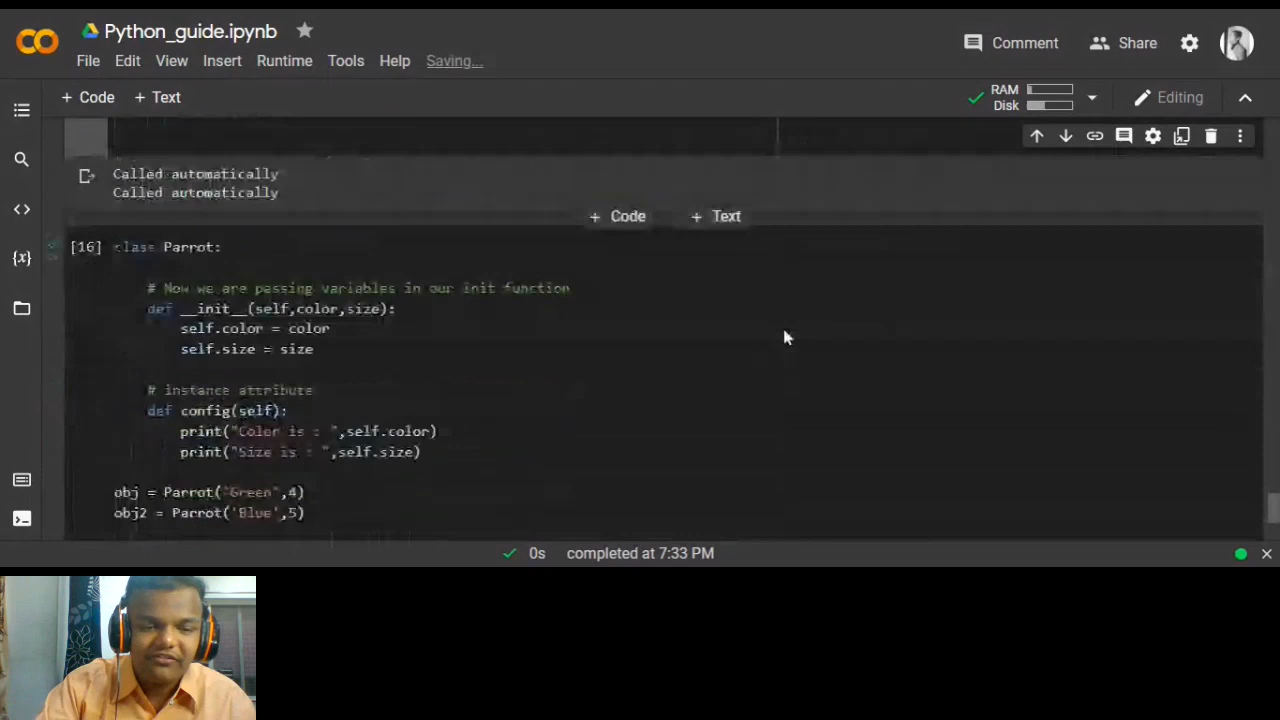 CO
Python_guide.ipynb
File Edit View Insert Runtime Tools Help Saving...
Comment Share
+ Code + Text
RAM
Disk
Editing
Called automatically
Called automatically
+ Code + Text
[16] class Parrot:
# Now we are passing variables in our init function
def __init__(self,color,size):
self.color = color
self.size = size
# instance attribute
def config(self):
print("Color is : ",self.color)
print("Size is : ",self.size)
obj = Parrot("Green",4)
obj2 = Parrot('Blue',5)
{x}
0s completed at 7:33 PM